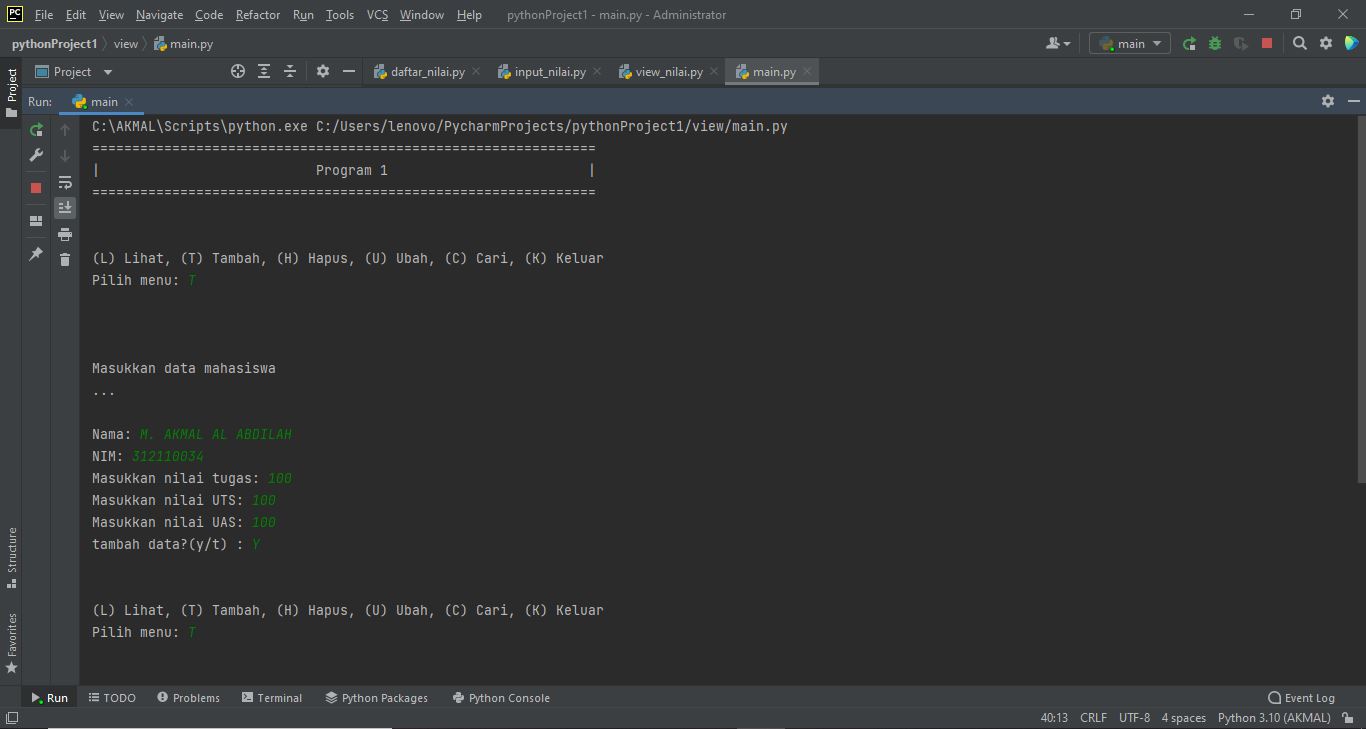 PC File Edit View Navigate Code Refactor Run Tools VCS Window Help pythonProject1 - main.py - Administrator
pythonProject1 view main.py main
Project daftar_nilai.py input_nilai.py view_nilai.py main.py
Project
Run: main
C:\AKMAL\Scripts\python.exe C:/Users/lenovo/PycharmProjects/pythonProject1/view/main.py
===============================================================
| Program 1 |
===============================================================
(L) Lihat, (T) Tambah, (H) Hapus, (U) Ubah, (C) Cari, (K) Keluar
Pilih menu: T
Masukkan data mahasiswa
...
Nama: M. AKMAL AL ABDILAH
NIM: 312110034
Masukkan nilai tugas: 100
Masukkan nilai UTS: 100
Masukkan nilai UAS: 100
tambah data?(y/t) : Y
(L) Lihat, (T) Tambah, (H) Hapus, (U) Ubah, (C) Cari, (K) Keluar
Pilih menu: T
Structure
Favorites
Run TODO Problems Terminal Python Packages Python Console Event Log
40:13 CRLF UTF-8 4 spaces Python 3.10 (AKMAL)